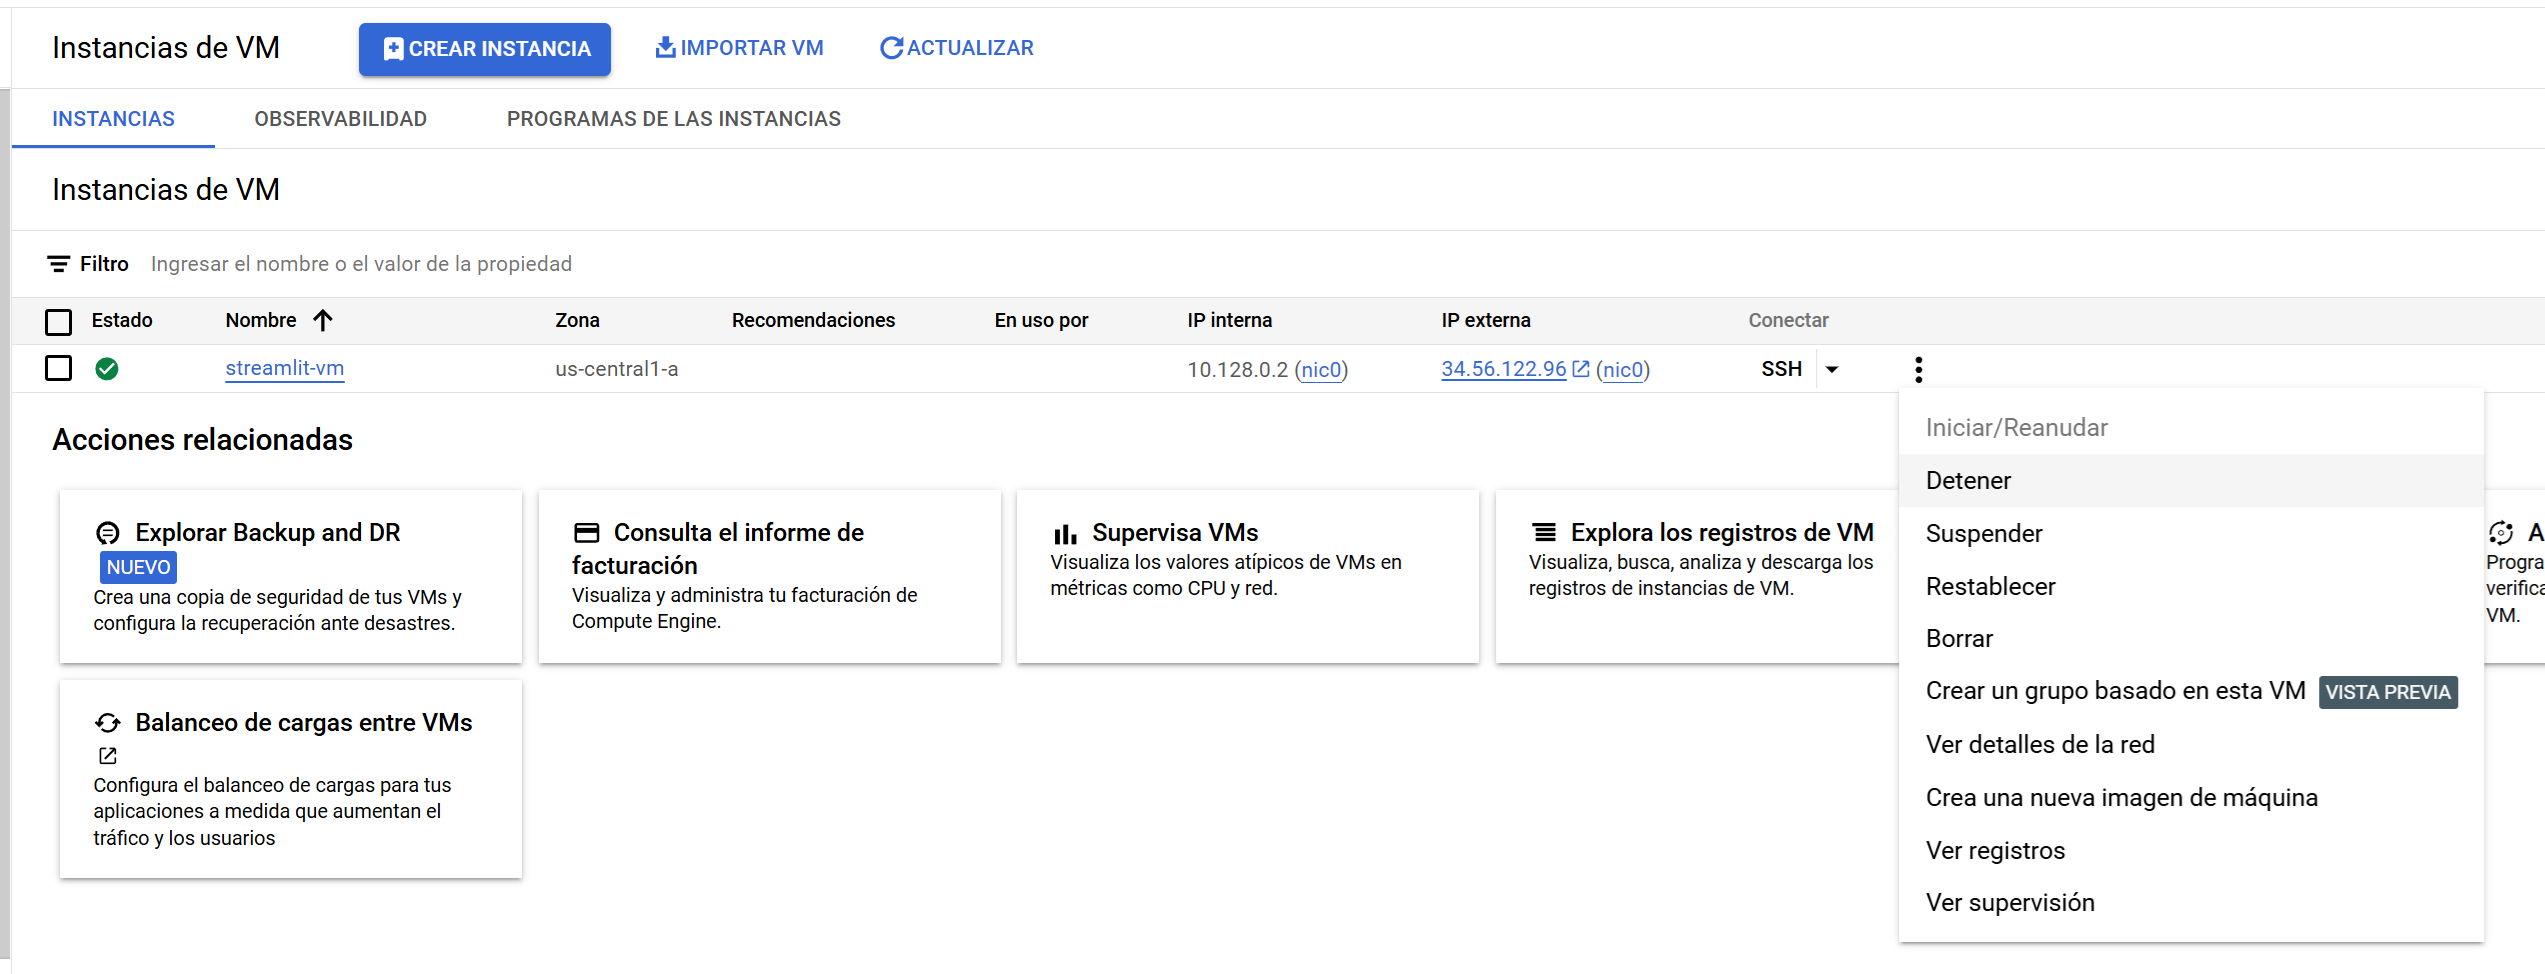 Instancias de VM
CREAR INSTANCIA
IMPORTAR VM
ACTUALIZAR
INSTANCIAS
OBSERVABILIDAD
PROGRAMAS DE LAS INSTANCIAS
Instancias de VM
Filtro
Ingresar el nombre o el valor de la propiedad
Estado
Nombre
Zona
Recomendaciones
En uso por
IP interna
IP externa
Conectar
streamlit-vm
us-central1-a
10.128.0.2 (nic0)
34.56.122.96 (nic0)
SSH
Acciones relacionadas
Explorar Backup and DR
NUEVO
Crea una copia de seguridad de tus VMs y
configura la recuperación ante desastres.
Consulta el informe de
facturación
Visualiza y administra tu facturación de
Compute Engine.
Supervisa VMs
Visualiza los valores atípicos de VMs en
métricas como CPU y red.
Explora los registros de VM
Visualiza, busca, analiza y descarga los
registros de instancias de VM.
A
Progra
verifica
VM.
Balanceo de cargas entre VMs
Configura el balanceo de cargas para tus
aplicaciones a medida que aumentan el
tráfico y los usuarios
Iniciar/Reanudar
Detener
Suspender
Restablecer
Borrar
Crear un grupo basado en esta VM VISTA PREVIA
Ver detalles de la red
Crea una nueva imagen de máquina
Ver registros
Ver supervisión